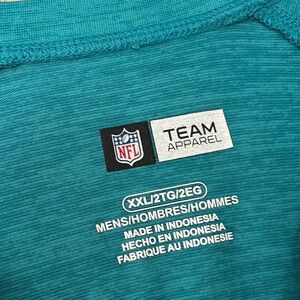 NFL
TEAM
APPAREL
XXL/2TG/2EG
MENS/HOMBRES/HOMMES
MADE IN INDONESIA
HECHO EN INDONESIA
FABRIQUE AU INDONESIE